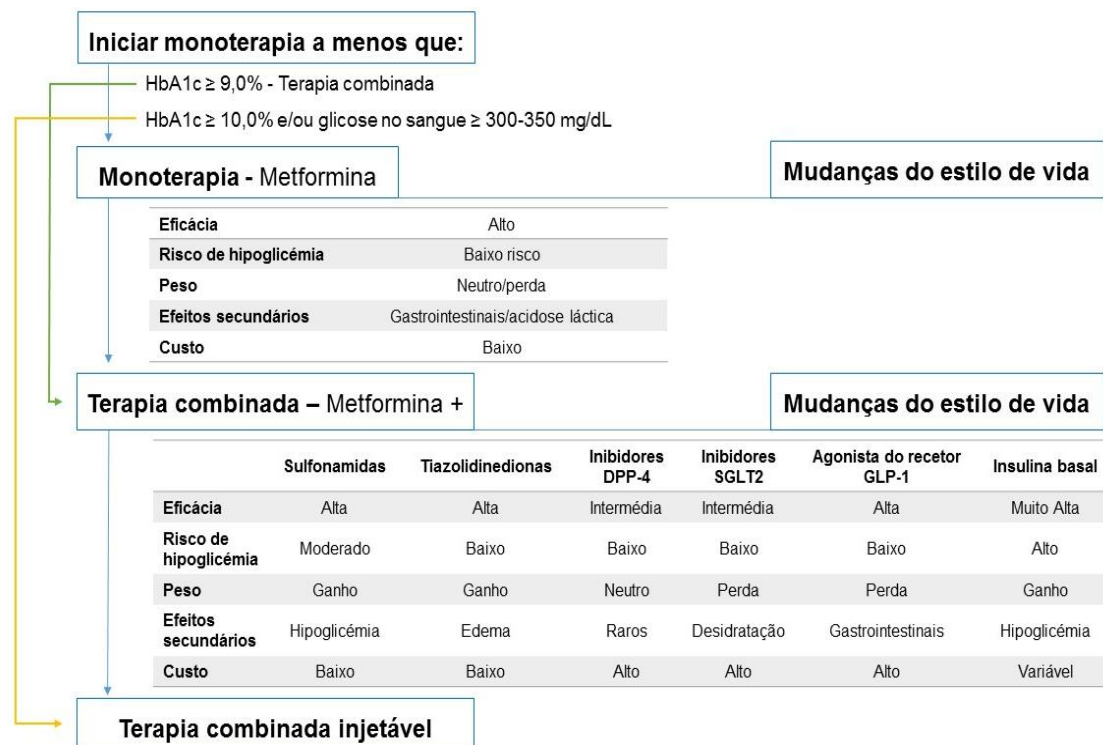 Iniciar monoterapia a menos que:
HbA1c ≥ 9,0% - Terapia combinada
HbA1c ≥ 10,0% e/ou glicose no sangue ≥ 300-350 mg/dL
Monoterapia - Metformina
Mudanças do estilo de vida
Eficácia Alto
Risco de hipoglicémia Baixo risco
Peso Neutro/perda
Efeitos secundários Gastrointestinais/acidose láctica
Custo Baixo
Terapia combinada – Metformina +
Mudanças do estilo de vida
Sulfonamidas Tiazolidinedionas Inibidores DPP-4 Inibidores SGLT2 Agonista do recetor GLP-1 Insulina basal
Eficácia Alta Alta Intermédia Intermédia Alta Muito Alta
Risco de hipoglicémia Moderado Baixo Baixo Baixo Baixo Alto
Peso Ganho Ganho Neutro Perda Perda Ganho
Efeitos secundários Hipoglicémia Edema Raros Desidratação Gastrointestinais Hipoglicémia
Custo Baixo Baixo Alto Alto Alto Variável
Terapia combinada injetável